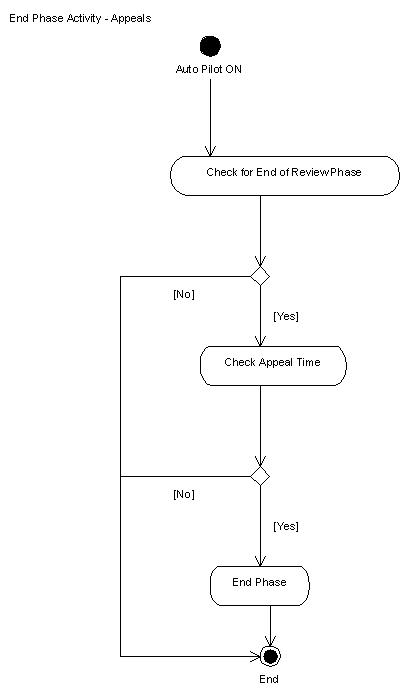 End Phase Activity - Appeals
Auto Pilot ON
Check for End of Review Phase
[No]
[Yes]
Check Appeal Time
[No]
[Yes]
End Phase
End